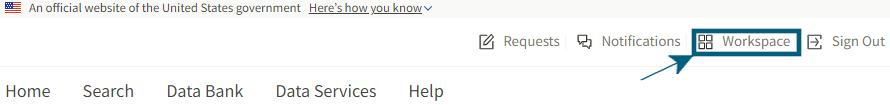 An official website of the United States government Here's how you know
Requests Notifications Workspace Sign Out
Home Search Data Bank Data Services Help